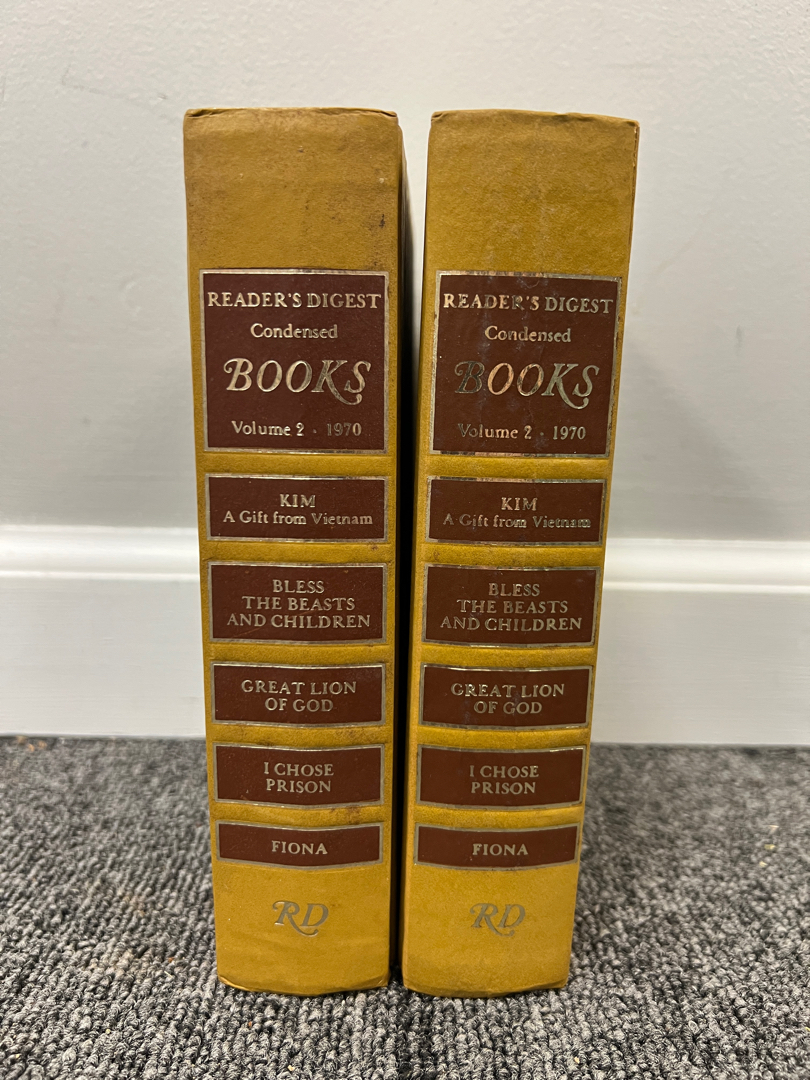 READER'S DIGEST
Condensed
BOOKS
Volume 2 · 1970
KIM
A Gift from Vietnam
BLESS
THE BEASTS
AND CHILDREN
GREAT LION
OF GOD
I CHOSE
PRISON
FIONA
RD
READER'S DIGEST
Condensed
BOOKS
Volume 2 · 1970
KIM
A Gift from Vietnam
BLESS
THE BEASTS
AND CHILDREN
GREAT LION
OF GOD
I CHOSE
PRISON
FIONA
RD